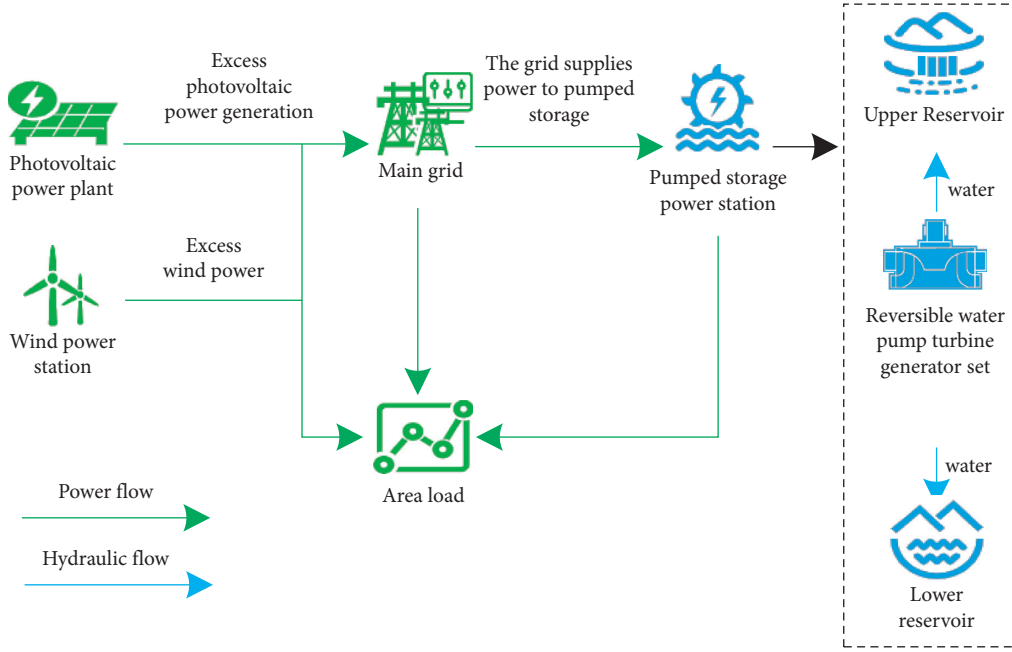 Excess
photovoltaic
power generation
The grid supplies
power to pumped
storage
Upper Reservoir
Photovoltaic
power plant
Main grid
Pumped storage
power station
water
Excess
wind power
Reversible water
pump turbine
generator set
Wind power
station
water
Area load
Power flow
Hydraulic flow
Lower
reservoir